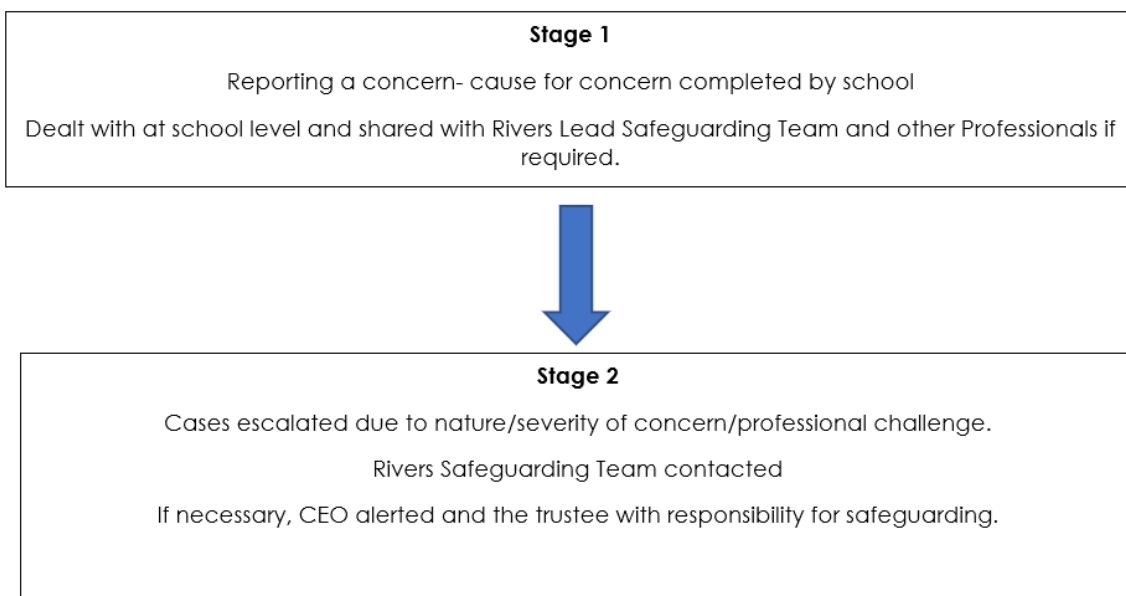 Stage 1
Reporting a concern- cause for concern completed by school
Dealt with at school level and shared with Rivers Lead Safeguarding Team and other Professionals if
required.
Stage 2
Cases escalated due to nature/severity of concern/professional challenge.
Rivers Safeguarding Team contacted
If necessary, CEO alerted and the trustee with responsibility for safeguarding.